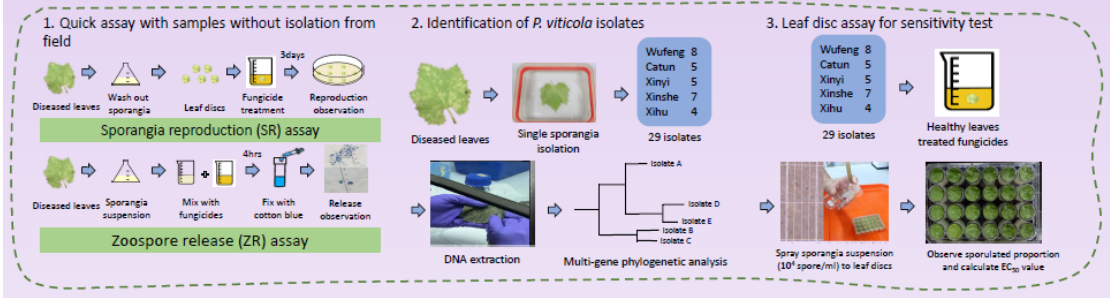 1. Quick assay with samples without isolation from
field
3days
Diseased leaves
Wash out
sporangia
Leaf discs
Fungicide
treatment
Reproduction
observation
Sporangia reproduction (SR) assay
4hrs
Diseased leaves
Sporangia
suspension
Mix with
fungicides
Fix with
cotton blue
Release
observation
Zoospore release (ZR) assay
2. Identification of P. viticola isolates
Diseased leaves
Single sporangia
isolation
Wufeng 8
Catun 5
Xinyi 5
Xinshe 7
Xihu 4
29 isolates
DNA extraction
Isolate A
Isolate D
Isolate E
Isolate B
Isolate C
Multi-gene phylogenetic analysis
3. Leaf disc assay for sensitivity test
Wufeng 8
Catun 5
Xinyi 5
Xinshe 7
Xihu 4
29 isolates
Healthy leaves
treated fungicides
Spray sporangia suspension
(10⁴ spore/ml) to leaf discs
Observe sporulated proportion
and calculate EC₅₀ value